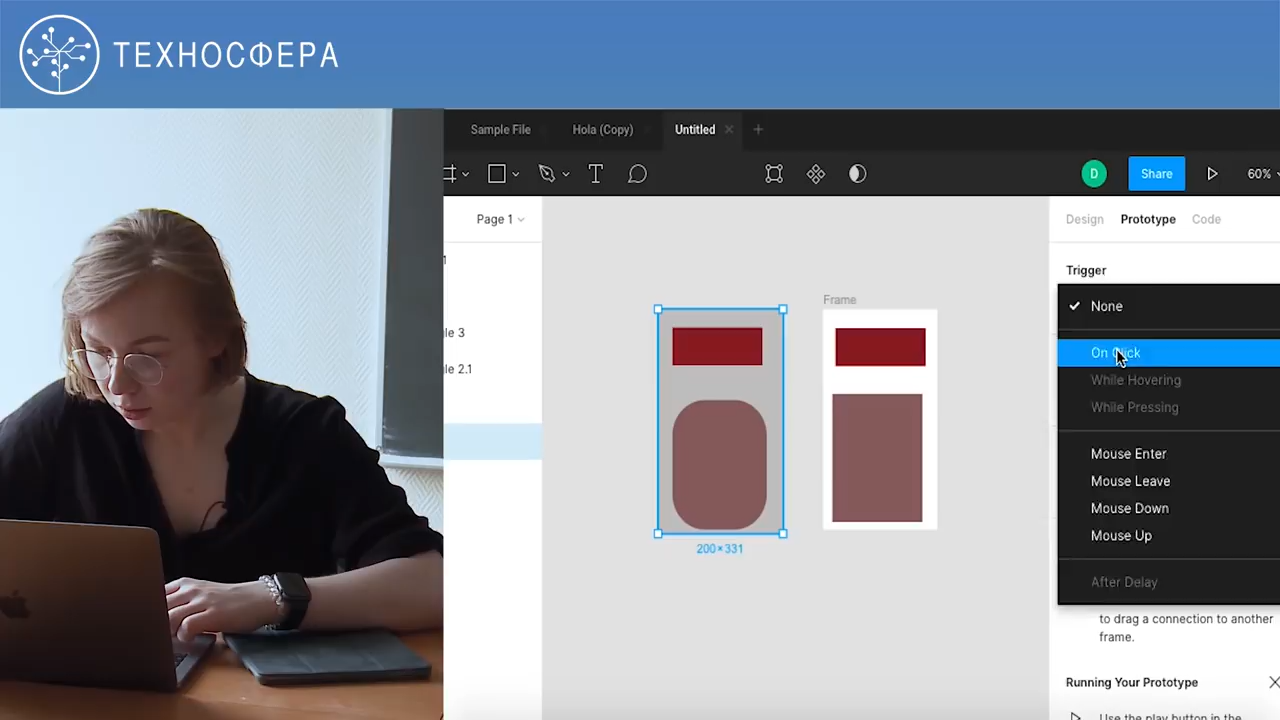 ТЕХНОСФЕРА
Sample File
Hola (Copy)
Untitled
D
Share
60%
Page 1
Design
Prototype
Code
Trigger
None
Frame
le 3
On Click
le 2.1
While Hovering
While Pressing
Mouse Enter
Mouse Leave
Mouse Down
Mouse Up
200×331
After Delay
to drag a connection to another
frame.
Running Your Prototype
Use the play button in the